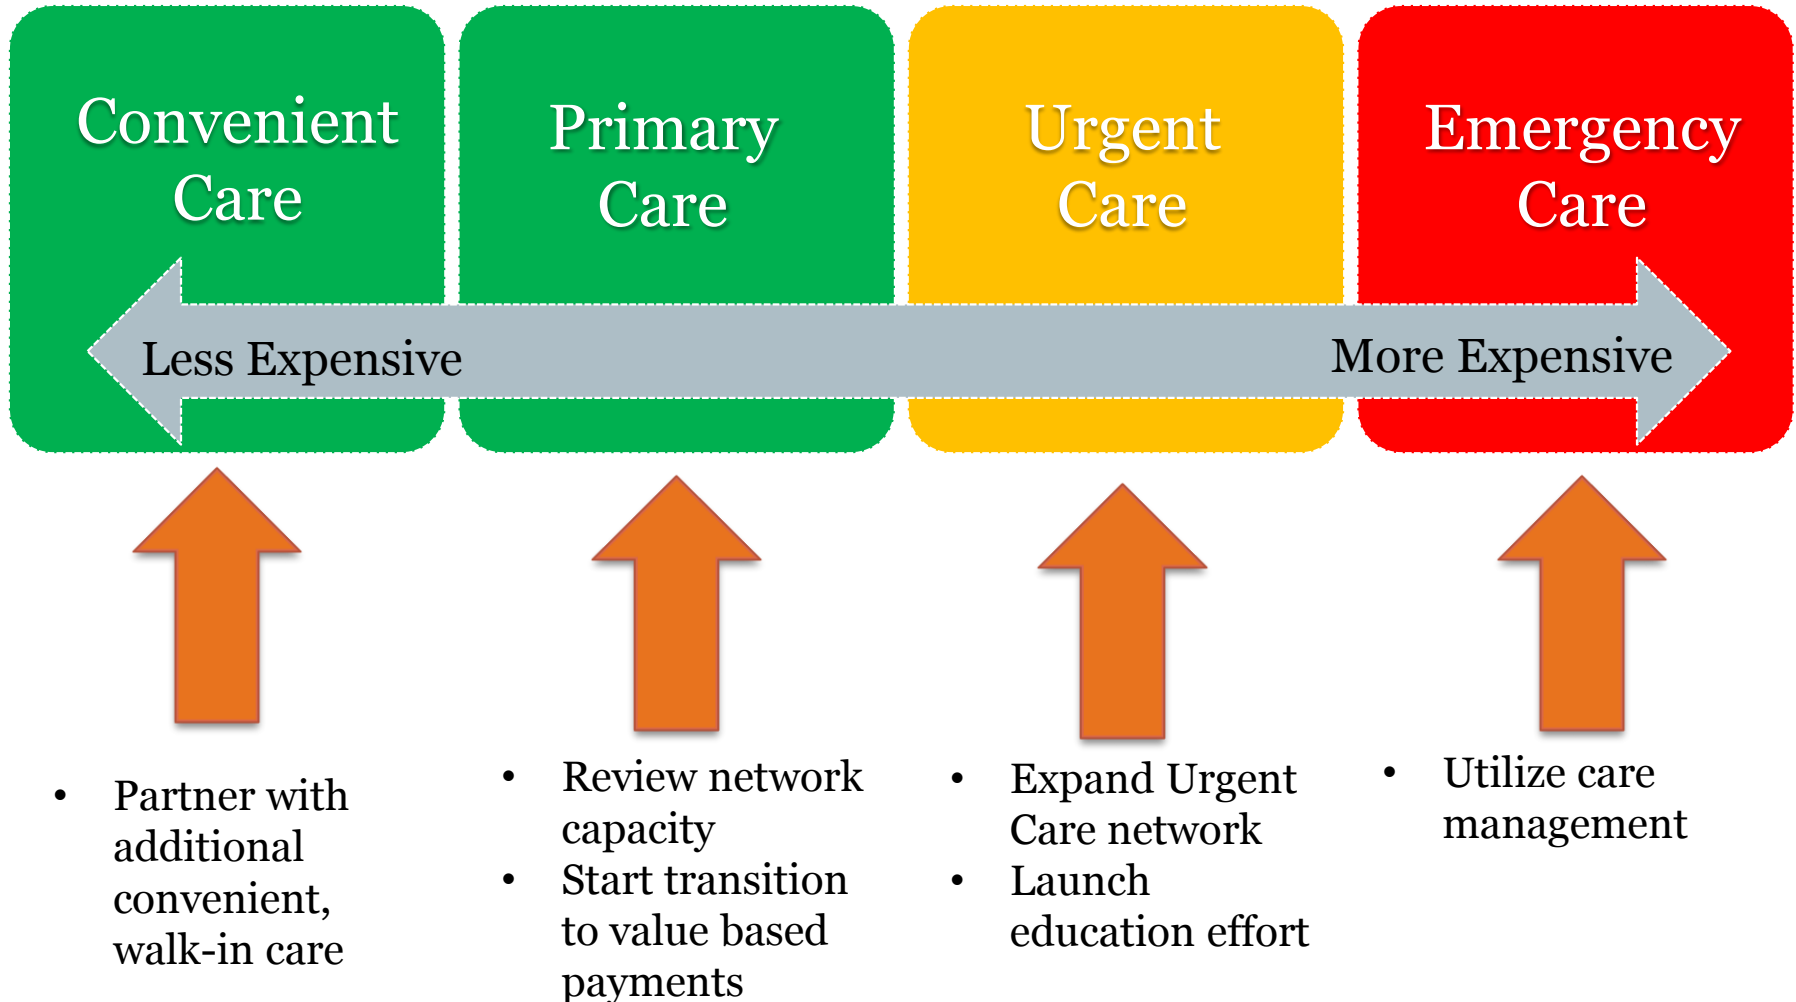 Convenient
Care
Primary
Care
Urgent
Care
Emergency
Care
Less Expensive
More Expensive
• Partner with
additional
convenient,
walk-in care
• Review network
capacity
• Start transition
to value based
payments
• Expand Urgent
Care network
• Launch
education effort
• Utilize care
management